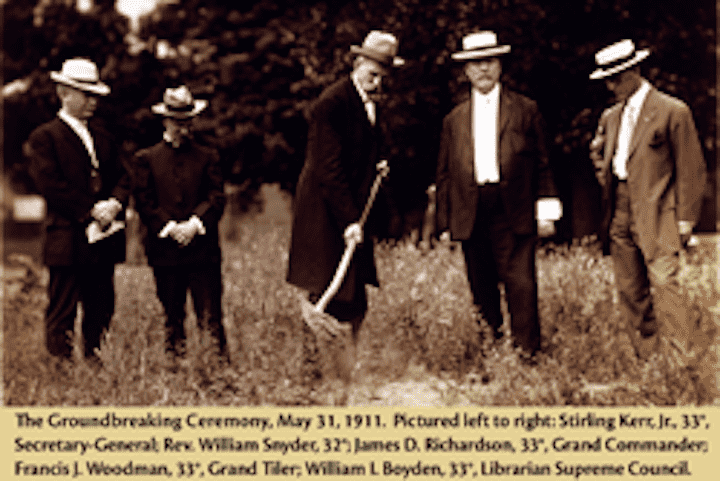 The Groundbreaking Ceremony, May 31, 1911. Pictured left to right: Stirling Kerr, Jr., 33°,
Secretary-General; Rev. William Snyder, 32°; James D. Richardson, 33°, Grand Commander;
Francis J. Woodman, 33°, Grand Tiler; William L Boyden, 33°, Librarian Supreme Council.